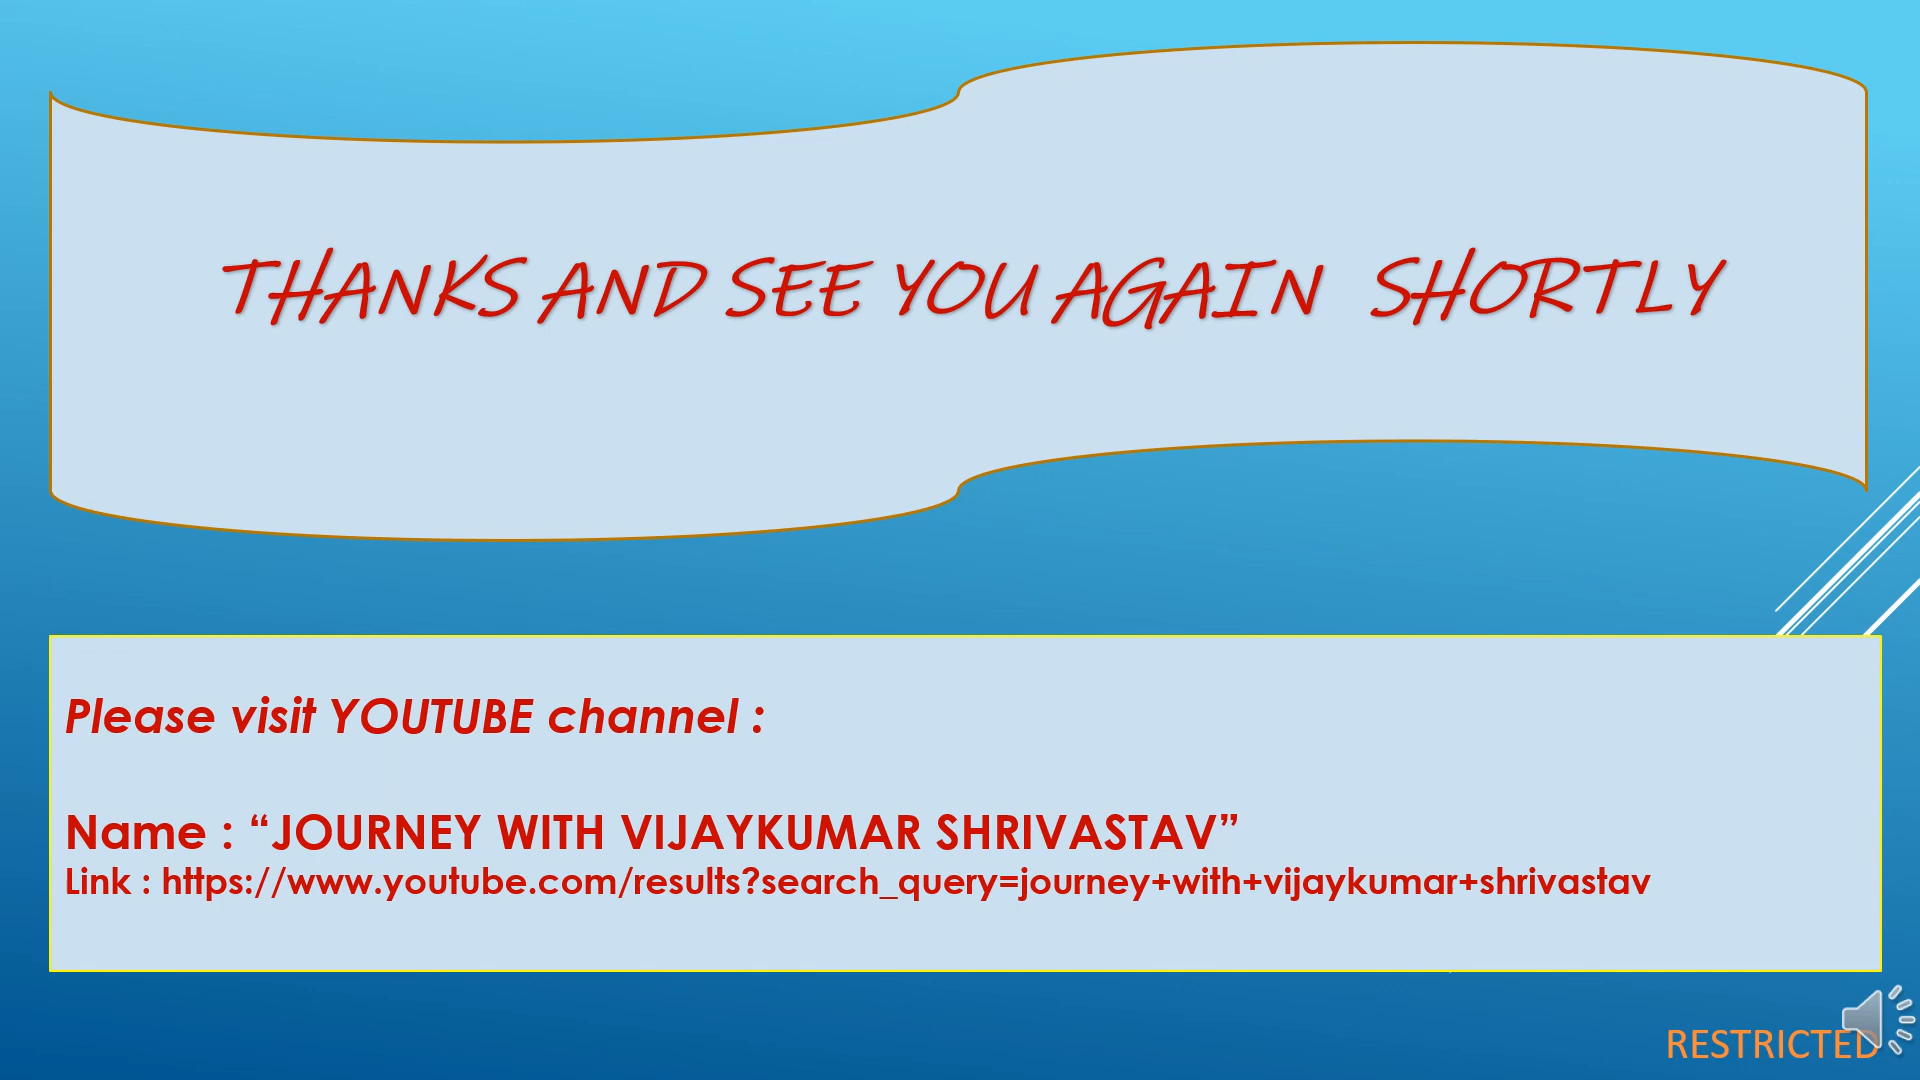 THANKS AND SEE YOU AGAIN SHORTLY
Please visit YOUTUBE channel :
Name : “JOURNEY WITH VIJAYKUMAR SHRIVASTAV”
Link : https://www.youtube.com/results?search_query=journey+with+vijaykumar+shrivastav
RESTRICTED